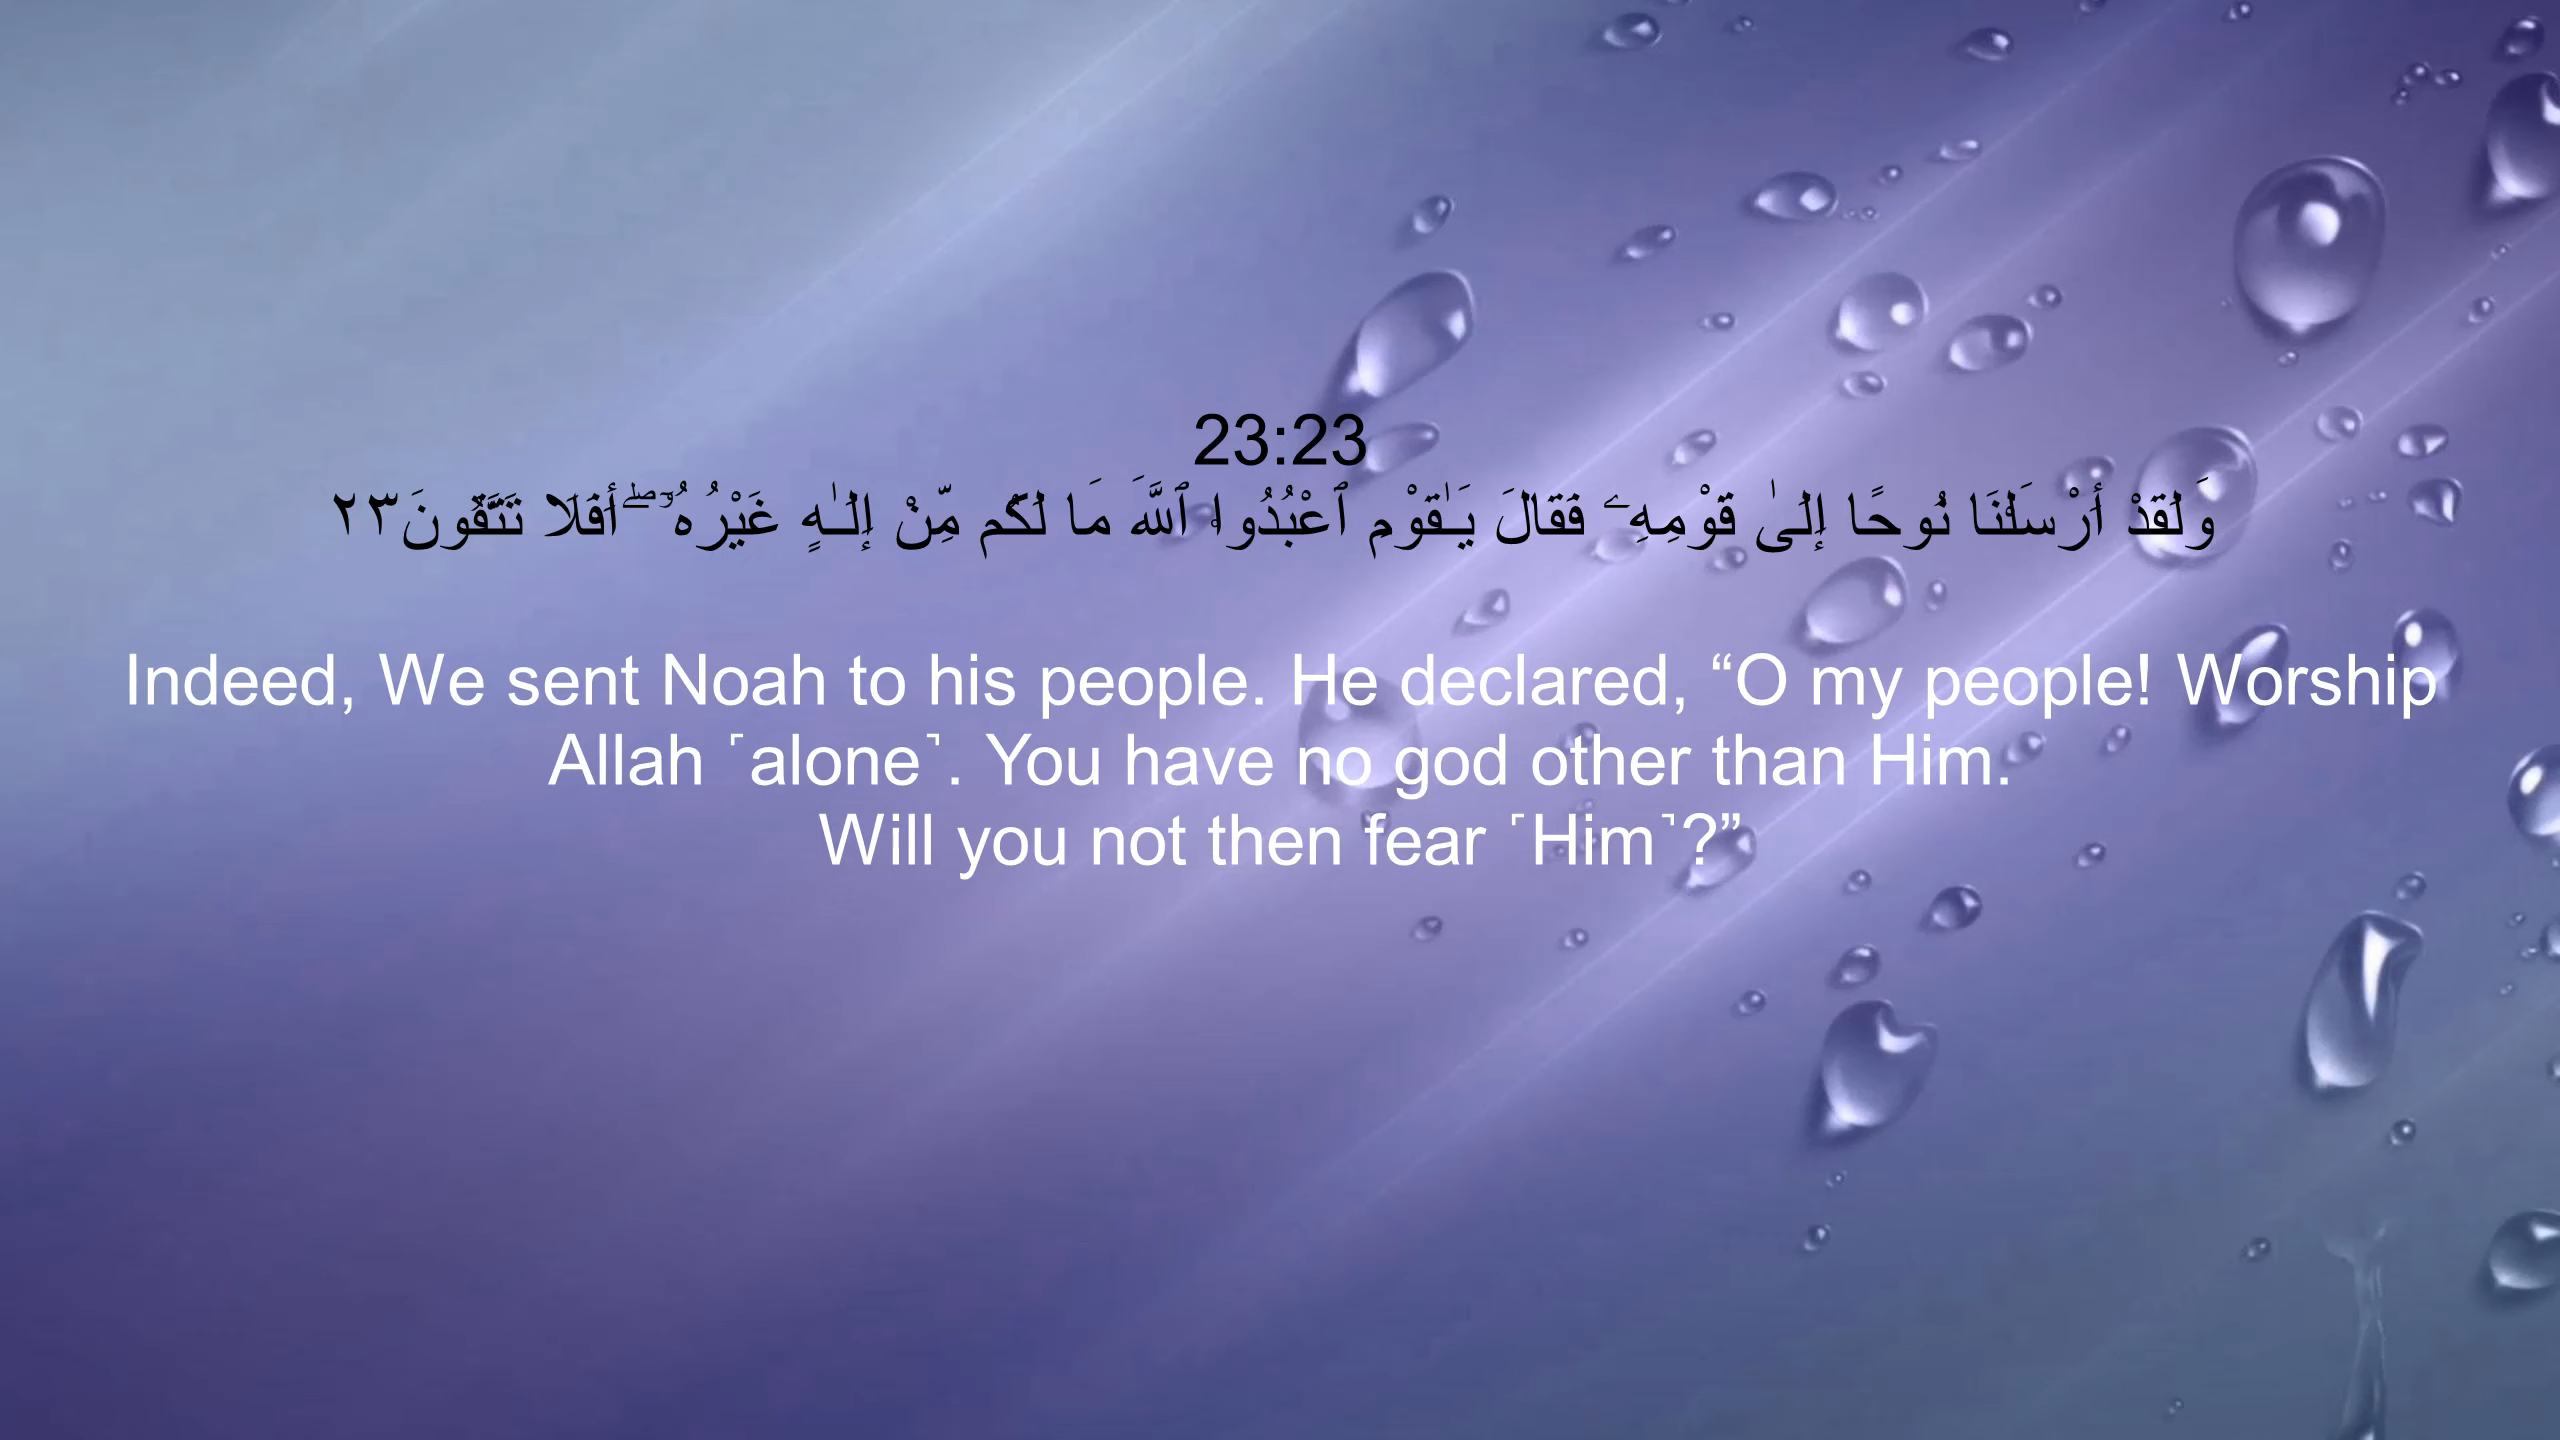 23:23
وَلَقَدْ أَرْسَلْنَا نُوحًا إِلَىٰ قَوْمِهِۦ فَقَالَ يَـٰقَوْمِ ٱعْبُدُوا۟ ٱللَّهَ مَا لَكُم مِّنْ إِلَـٰهٍ غَيْرُهُۥٓ ۖ أَفَلَا تَتَّقُونَ ٢٣
Indeed, We sent Noah to his people. He declared, “O my people! Worship
Allah ˹alone˺. You have no god other than Him.
Will you not then fear ˹Him˺?”